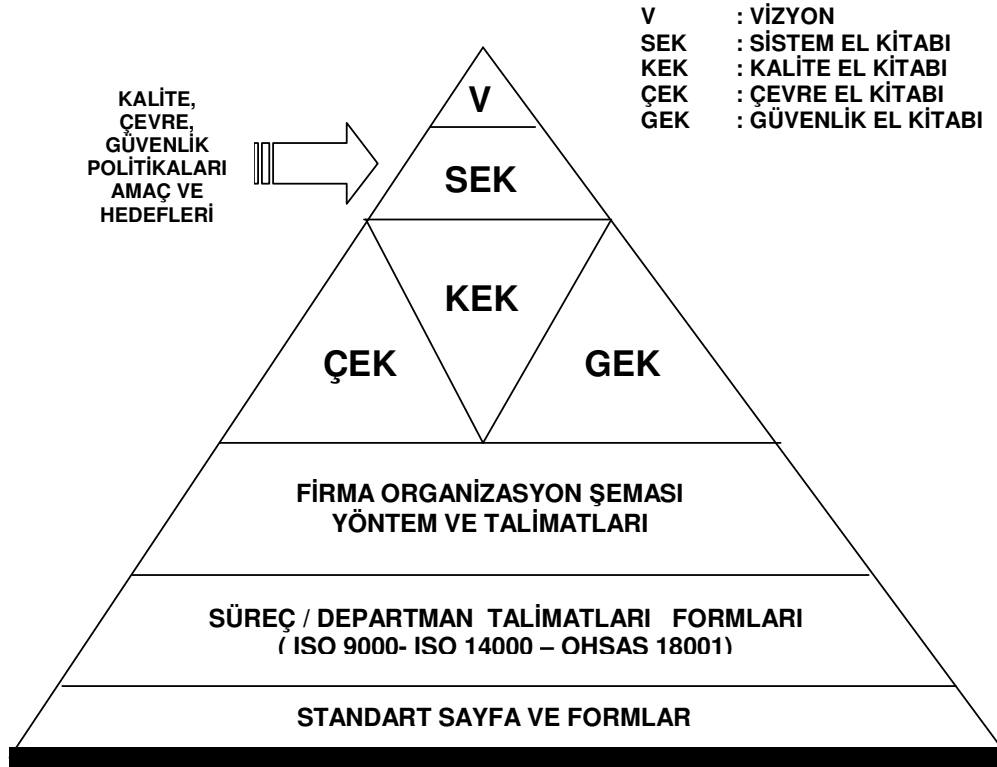 V : VİZYON
SEK : SİSTEM EL KİTABI
KEK : KALİTE EL KİTABI
ÇEK : ÇEVRE EL KİTABI
GEK : GÜVENLİK EL KİTABI
KALİTE,
ÇEVRE,
GÜVENLİK
POLİTİKALARI
AMAÇ VE
HEDEFLERİ
V
SEK
KEK
ÇEK
GEK
FİRMA ORGANİZASYON ŞEMASI
YÖNTEM VE TALİMATLARI
SÜREÇ / DEPARTMAN TALİMATLARI FORMLARI
( ISO 9000- ISO 14000 – OHSAS 18001)
STANDART SAYFA VE FORMLAR